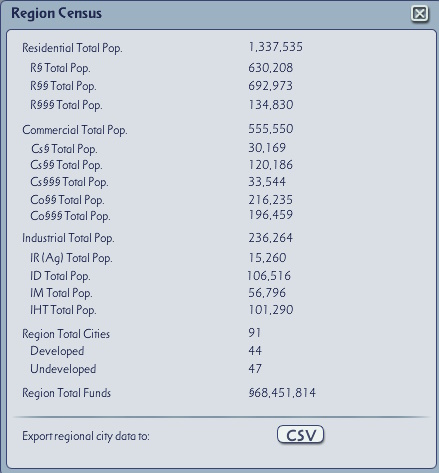 Region Census
Residential Total Pop. 1,337,535
R§ Total Pop. 630,208
R§§ Total Pop. 692,973
R§§§ Total Pop. 134,830
Commercial Total Pop. 555,550
Cs§ Total Pop. 30,169
Cs§§ Total Pop. 120,186
Cs§§§ Total Pop. 33,544
Co§§ Total Pop. 216,235
Co§§§ Total Pop. 196,459
Industrial Total Pop. 236,264
IR (Ag) Total Pop. 15,260
ID Total Pop. 106,516
IM Total Pop. 56,796
IHT Total Pop. 101,290
Region Total Cities 91
Developed 44
Undeveloped 47
Region Total Funds §68,451,814
Export regional city data to: CSV